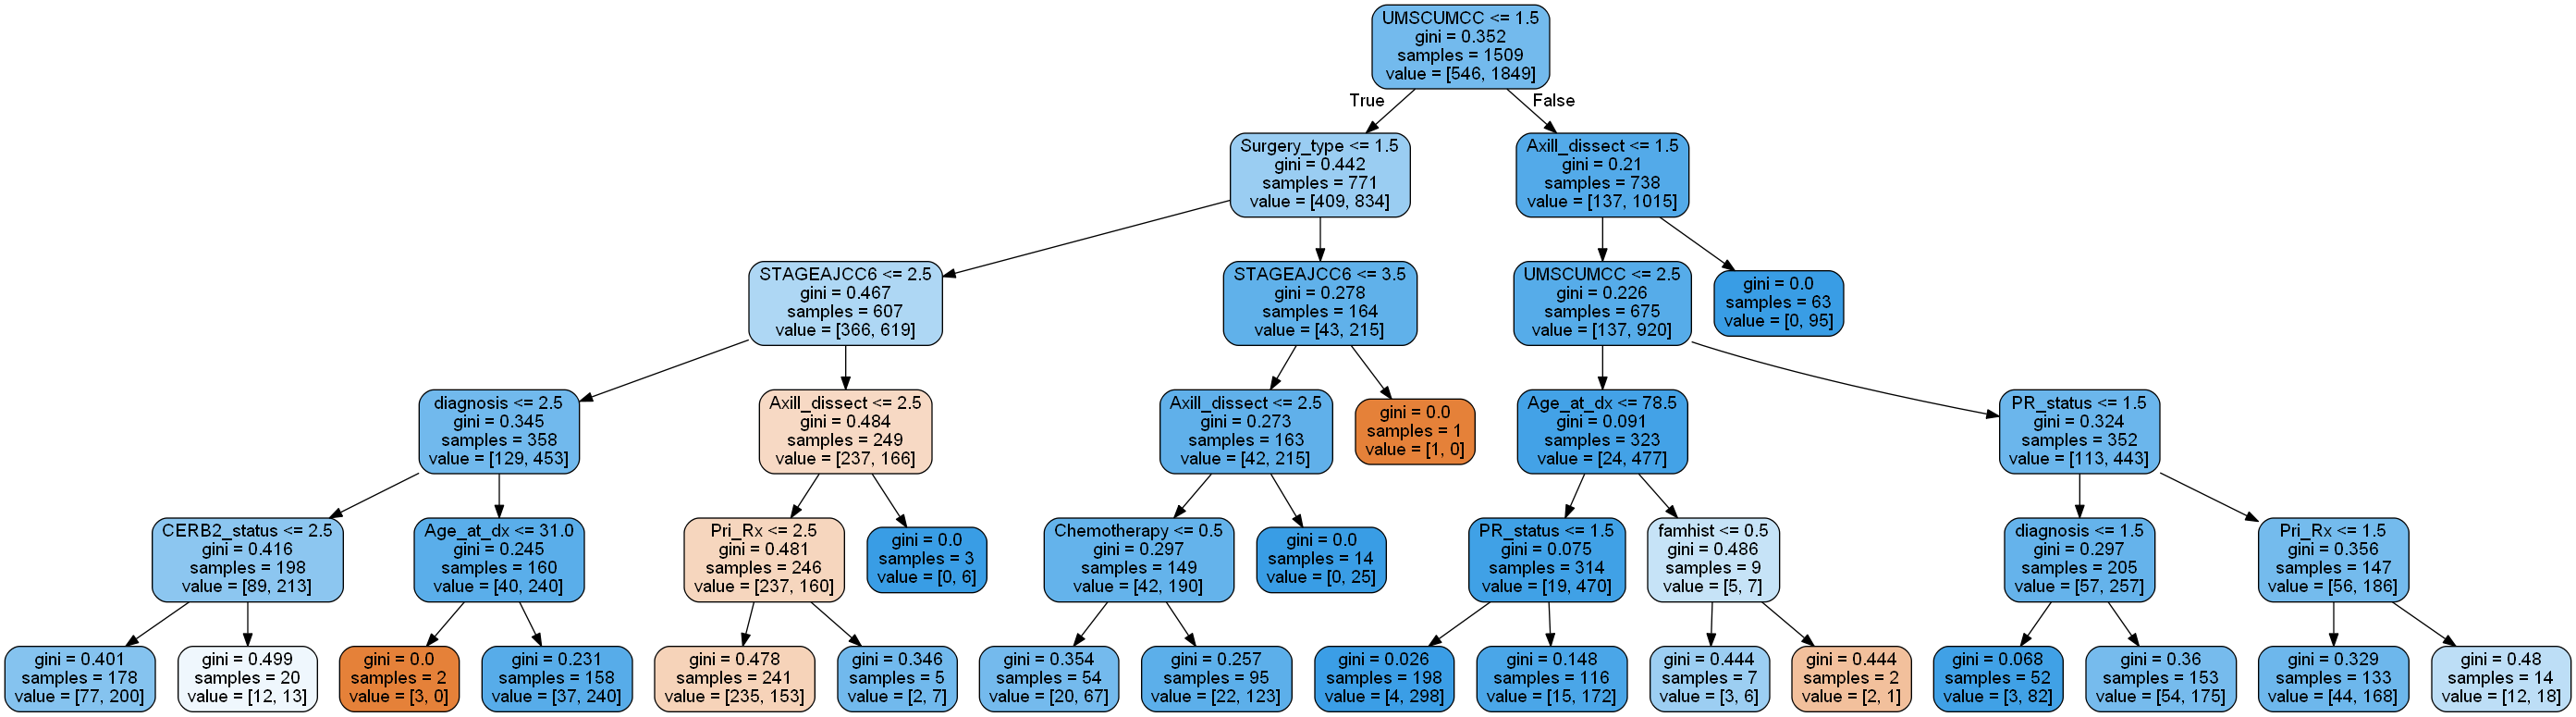 UMSCUMCC <= 1.5
gini = 0.352
samples = 1509
value = [546, 1849]
True
False
Surgery_type <= 1.5
gini = 0.442
samples = 771
value = [409, 834]
Axill_dissect <= 1.5
gini = 0.21
samples = 738
value = [137, 1015]
STAGEAJCC6 <= 2.5
gini = 0.467
samples = 607
value = [366, 619]
STAGEAJCC6 <= 3.5
gini = 0.278
samples = 164
value = [43, 215]
UMSCUMCC <= 2.5
gini = 0.226
samples = 675
value = [137, 920]
gini = 0.0
samples = 63
value = [0, 95]
diagnosis <= 2.5
gini = 0.345
samples = 358
value = [129, 453]
Axill_dissect <= 2.5
gini = 0.484
samples = 249
value = [237, 166]
Axill_dissect <= 2.5
gini = 0.273
samples = 163
value = [42, 215]
gini = 0.0
samples = 1
value = [1, 0]
Age_at_dx <= 78.5
gini = 0.091
samples = 323
value = [24, 477]
PR_status <= 1.5
gini = 0.324
samples = 352
value = [113, 443]
CERB2_status <= 2.5
gini = 0.416
samples = 198
value = [89, 213]
Age_at_dx <= 31.0
gini = 0.245
samples = 160
value = [40, 240]
Pri_Rx <= 2.5
gini = 0.481
samples = 246
value = [237, 160]
gini = 0.0
samples = 3
value = [0, 6]
Chemotherapy <= 0.5
gini = 0.297
samples = 149
value = [42, 190]
gini = 0.0
samples = 14
value = [0, 25]
PR_status <= 1.5
gini = 0.075
samples = 314
value = [19, 470]
famhist <= 0.5
gini = 0.486
samples = 9
value = [5, 7]
diagnosis <= 1.5
gini = 0.297
samples = 205
value = [57, 257]
Pri_Rx <= 1.5
gini = 0.356
samples = 147
value = [56, 186]
gini = 0.401
samples = 178
value = [77, 200]
gini = 0.499
samples = 20
value = [12, 13]
gini = 0.0
samples = 2
value = [3, 0]
gini = 0.231
samples = 158
value = [37, 240]
gini = 0.478
samples = 241
value = [235, 153]
gini = 0.346
samples = 5
value = [2, 7]
gini = 0.354
samples = 54
value = [20, 67]
gini = 0.257
samples = 95
value = [22, 123]
gini = 0.026
samples = 198
value = [4, 298]
gini = 0.148
samples = 116
value = [15, 172]
gini = 0.444
samples = 7
value = [3, 6]
gini = 0.444
samples = 2
value = [2, 1]
gini = 0.068
samples = 52
value = [3, 82]
gini = 0.36
samples = 153
value = [54, 175]
gini = 0.329
samples = 133
value = [44, 168]
gini = 0.48
samples = 14
value = [12, 18]